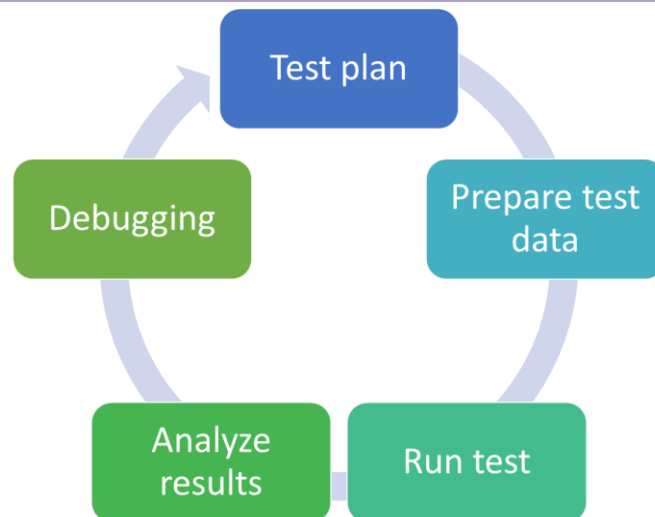 Test plan
Prepare test
data
Run test
Analyze
results
Debugging